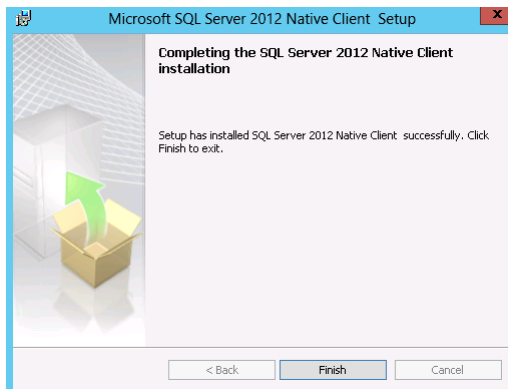 Microsoft SQL Server 2012 Native Client Setup
X
Completing the SQL Server 2012 Native Client
installation
Setup has installed SQL Server 2012 Native Client successfully. Click
Finish to exit.
< Back
Finish
Cancel